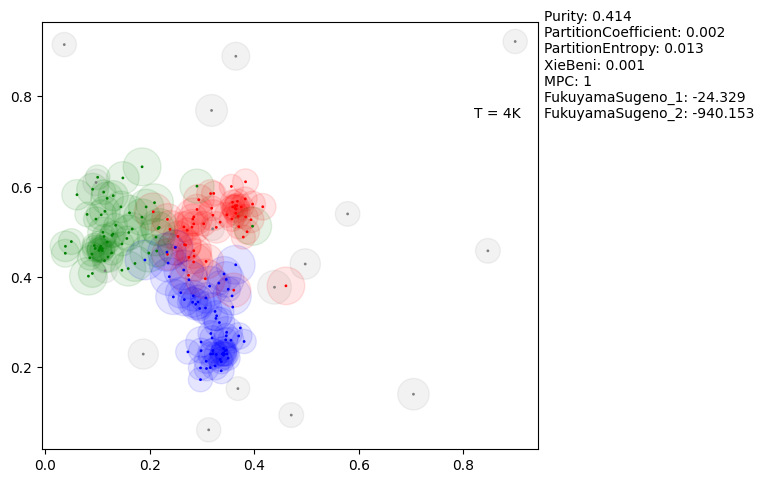 Purity: 0.414
PartitionCoefficient: 0.002
PartitionEntropy: 0.013
XieBeni: 0.001
MPC: 1
FukuyamaSugeno_1: -24.329
FukuyamaSugeno_2: -940.153
T = 4K
0.8
0.6
0.4
0.2
0.0 0.2 0.4 0.6 0.8